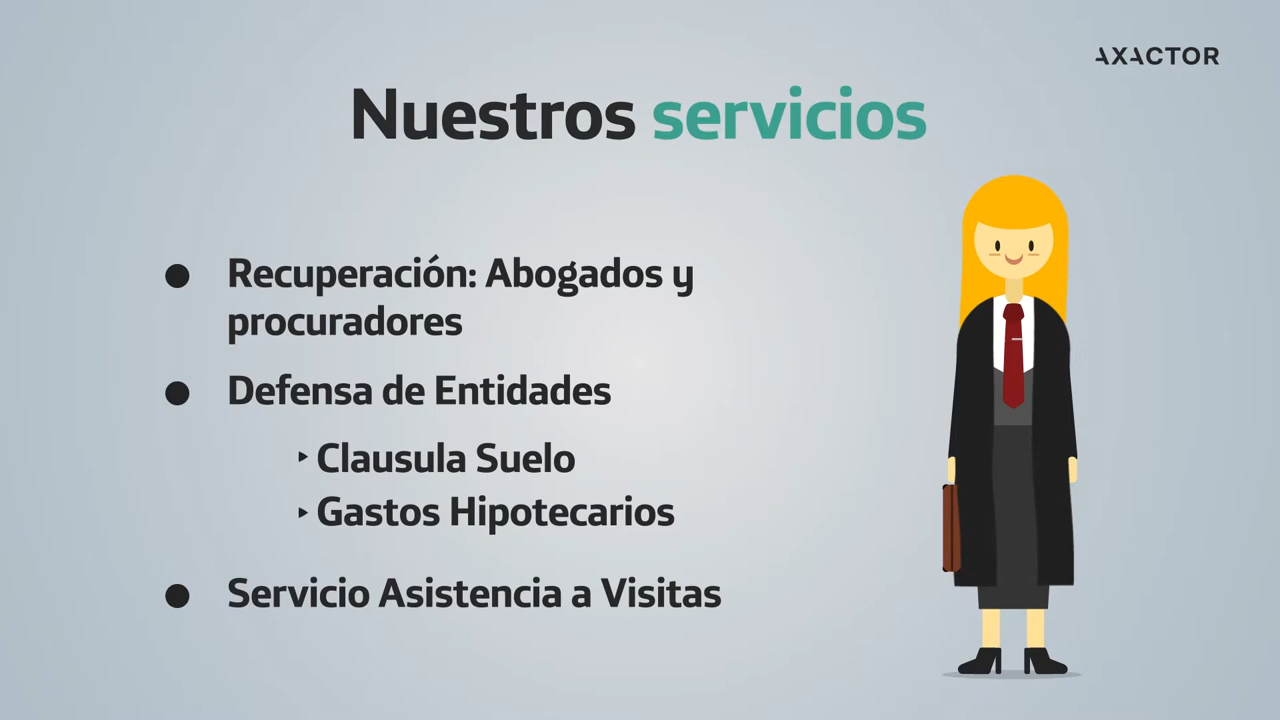 AXACTOR
Nuestros servicios
● Recuperación: Abogados y
procuradores
● Defensa de Entidades
‣ Clausula Suelo
‣ Gastos Hipotecarios
● Servicio Asistencia a Visitas